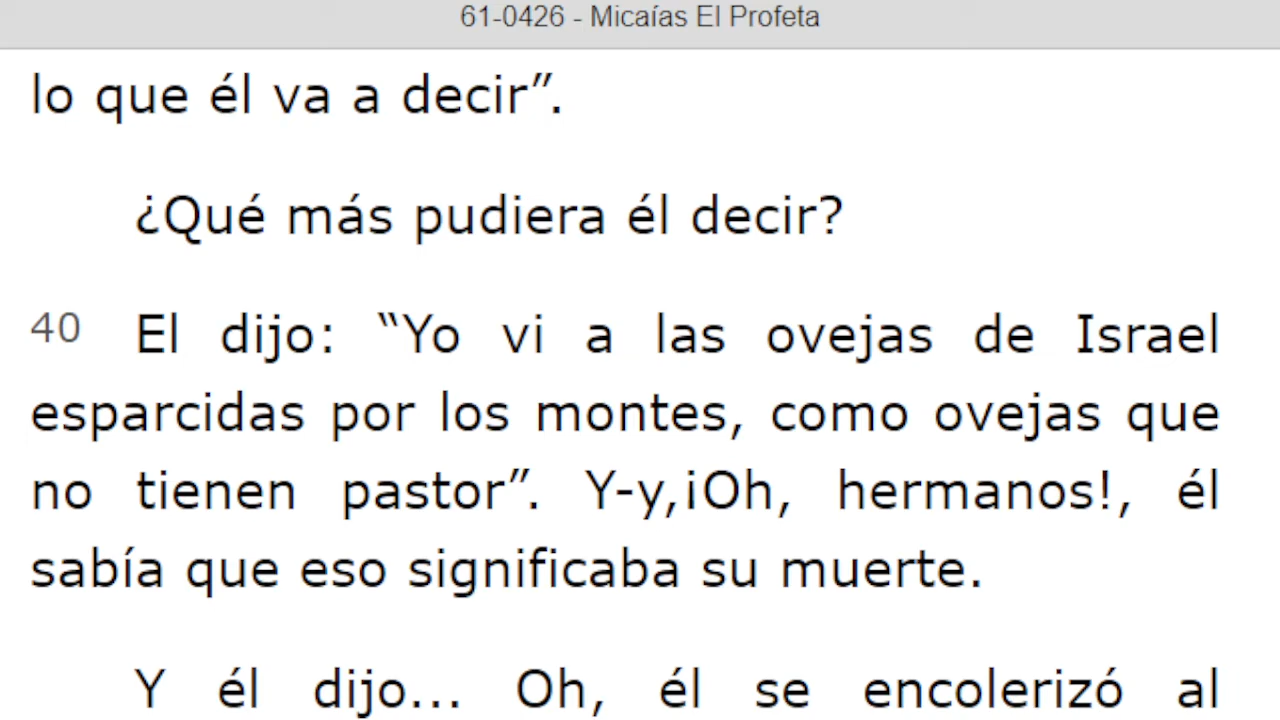 61-0426 - Micaías El Profeta
lo que él va a decir”.
¿Qué más pudiera él decir?
40 El dijo: “Yo vi a las ovejas de Israel
esparcidas por los montes, como ovejas que
no tienen pastor”. Y-y,¡Oh, hermanos!, él
sabía que eso significaba su muerte.
Y él dijo... Oh, él se encolerizó al